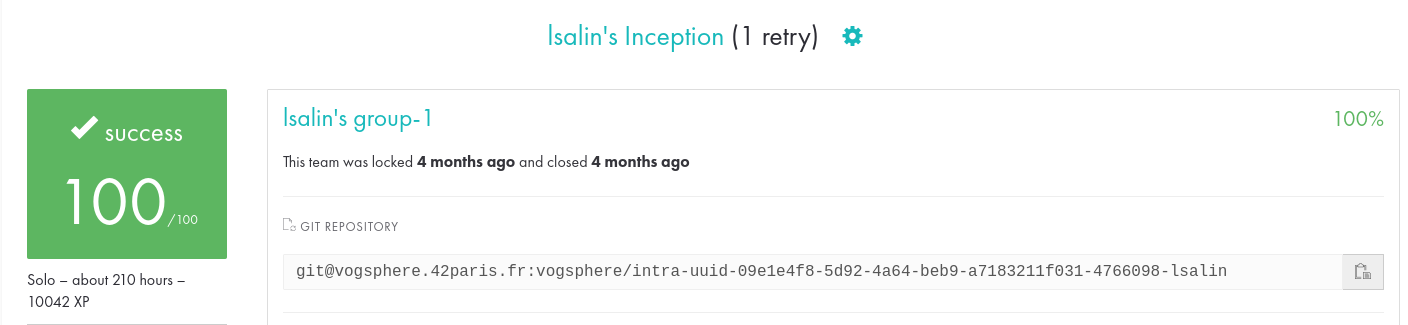 lsalin's Inception (1 retry)
success
100/100
Solo – about 210 hours –
10042 XP
lsalin's group-1
100%
This team was locked 4 months ago and closed 4 months ago
GIT REPOSITORY
git@vogsphere.42paris.fr:vogsphere/intra-uuid-09e1e4f8-5d92-4a64-beb9-a7183211f031-4766098-lsalin